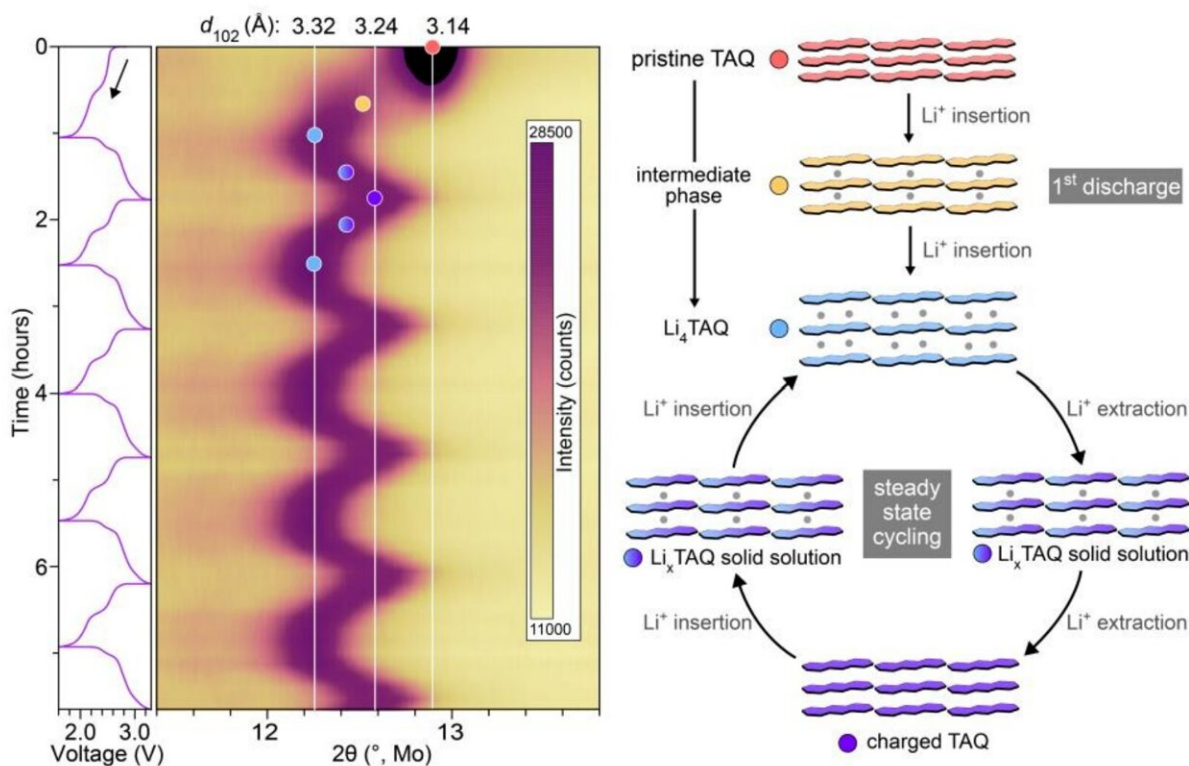 d102 (Å): 3.32 3.24 3.14
0
2
4
6
Time (hours)
2.0 3.0
Voltage (V)
12 13
2θ (°, Mo)
28500
Intensity (counts)
11000
pristine TAQ
Li+ insertion
intermediate
phase
1st discharge
Li+ insertion
Li4TAQ
Li+ insertion
Li+ extraction
steady
state
cycling
LixTAQ solid solution
LixTAQ solid solution
Li+ insertion
Li+ extraction
charged TAQ